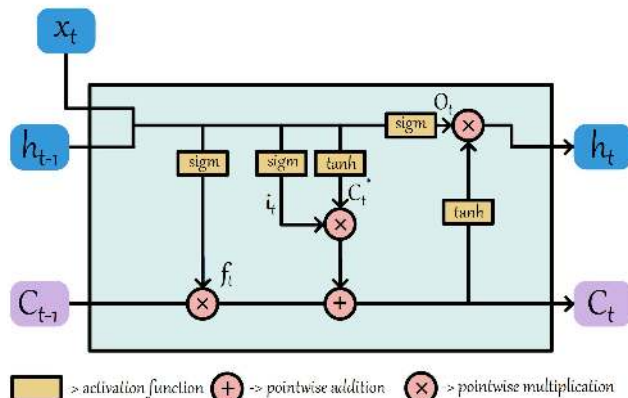 x_t
h_{t-1}
sigm
O_t
h_t
sigm
sigm
tanh
i_t
C_t^*
tanh
f_t
C_{t-1}
C_t
-> activation function
-> pointwise addition
-> pointwise multiplication